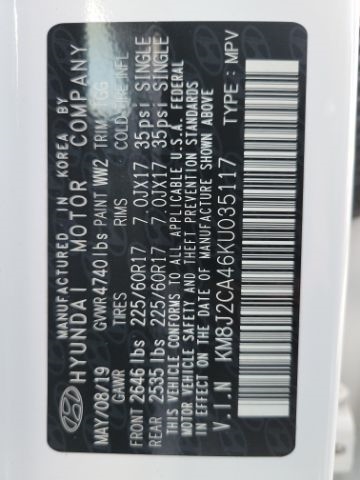 MANUFACTURED IN KOREA BY
HYUNDAI MOTOR COMPANY
MAY/08/19 GVWR 4740 lbs PAINT WW2 TRIM TGG
GAWR TIRES RIMS COLD TIRE INFL
FRONT 2646 lbs 225/60R17 7.0JX17 35psi SINGLE
REAR 2535 lbs 225/60R17 7.0JX17 35psi SINGLE
THIS VEHICLE CONFORMS TO ALL APPLICABLE U.S.A. FEDERAL
MOTOR VEHICLE SAFETY AND THEFT PREVENTION STANDARDS
IN EFFECT ON THE DATE OF MANUFACTURE SHOWN ABOVE
V.I.N KM8J2CA46KU035117
TYPE: MPV